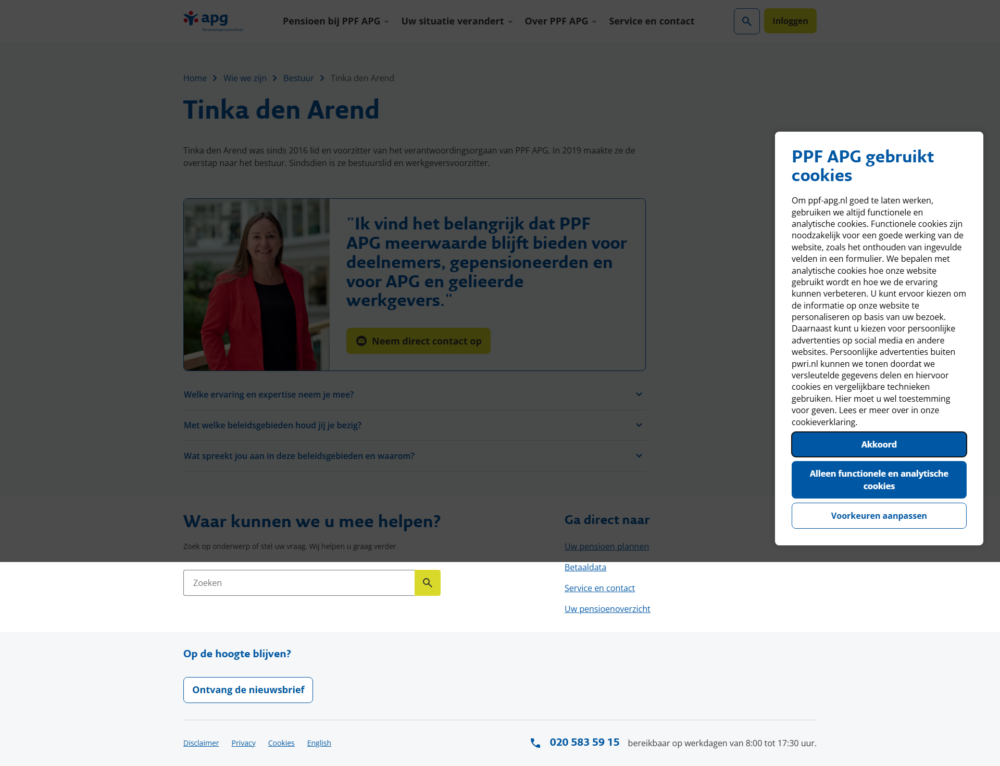 apg
Personeelspensioenfonds
Pensioen bij PPF APG
Uw situatie verandert
Over PPF APG
Service en contact
Inloggen
Home
Wie we zijn
Bestuur
Tinka den Arend
Tinka den Arend
Tinka den Arend was sinds 2016 lid en voorzitter van het verantwoordingsorgaan van PPF APG. In 2019 maakte ze de
overstap naar het bestuur. Sindsdien is ze bestuurslid en werkgeversvoorzitter.
"Ik vind het belangrijk dat PPF
APG meerwaarde blijft bieden voor
deelnemers, gepensioneerden en
voor APG en gelieerde
werkgevers."
Neem direct contact op
Welke ervaring en expertise neem je mee?
Met welke beleidsgebieden houd jij je bezig?
Wat spreekt jou aan in deze beleidsgebieden en waarom?
PPF APG gebruikt
cookies
Om ppf-apg.nl goed te laten werken,
gebruiken we altijd functionele en
analytische cookies. Functionele cookies zijn
noodzakelijk voor een goede werking van de
website, zoals het onthouden van ingevulde
velden in een formulier. We bepalen met
analytische cookies hoe onze website
gebruikt wordt en hoe we de ervaring
kunnen verbeteren. U kunt ervoor kiezen om
de informatie op onze website te
personaliseren op basis van uw bezoek.
Daarnaast kunt u kiezen voor persoonlijke
advertenties op social media en andere
websites. Persoonlijke advertenties buiten
pwri.nl kunnen we tonen doordat we
versleutelde gegevens delen en hiervoor
cookies en vergelijkbare technieken
gebruiken. Hier moet u wel toestemming
voor geven. Lees er meer over in onze
cookieverklaring.
Akkoord
Alleen functionele en analytische
cookies
Voorkeuren aanpassen
Waar kunnen we u mee helpen?
Zoek op onderwerp of stel uw vraag. Wij helpen u graag verder
Zoeken
Ga direct naar
Uw pensioen plannen
Betaaldata
Service en contact
Uw pensioenoverzicht
Op de hoogte blijven?
Ontvang de nieuwsbrief
Disclaimer
Privacy
Cookies
English
020 583 59 15
bereikbaar op werkdagen van 8:00 tot 17:30 uur.